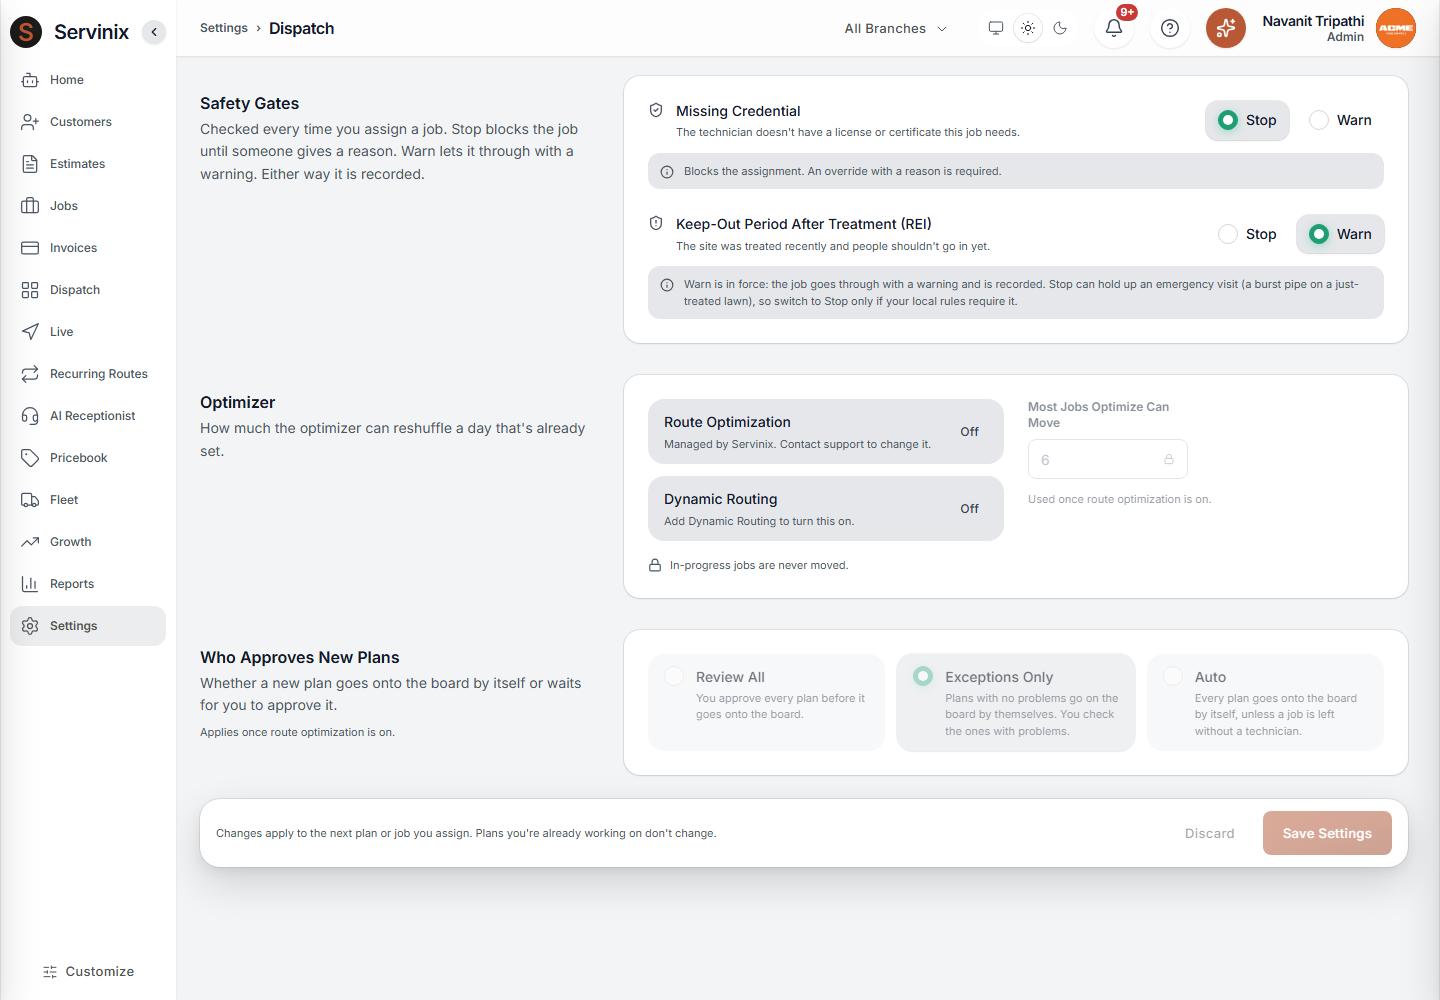 S Servinix
Home
Customers
Estimates
Jobs
Invoices
Dispatch
Live
Recurring Routes
AI Receptionist
Pricebook
Fleet
Growth
Reports
Settings
Customize
Settings › Dispatch
All Branches
9+
Navanit Tripathi
Admin
ACME
Safety Gates
Checked every time you assign a job. Stop blocks the job
until someone gives a reason. Warn lets it through with a
warning. Either way it is recorded.
Missing Credential
The technician doesn't have a license or certificate this job needs.
Stop
Warn
Blocks the assignment. An override with a reason is required.
Keep-Out Period After Treatment (REI)
The site was treated recently and people shouldn't go in yet.
Stop
Warn
Warn is in force: the job goes through with a warning and is recorded. Stop can hold up an emergency visit (a burst pipe on a just-
treated lawn), so switch to Stop only if your local rules require it.
Optimizer
How much the optimizer can reshuffle a day that's already
set.
Route Optimization
Managed by Servinix. Contact support to change it.
Off
Dynamic Routing
Add Dynamic Routing to turn this on.
Off
In-progress jobs are never moved.
Most Jobs Optimize Can
Move
6
Used once route optimization is on.
Who Approves New Plans
Whether a new plan goes onto the board by itself or waits
for you to approve it.
Applies once route optimization is on.
Review All
You approve every plan before it
goes onto the board.
Exceptions Only
Plans with no problems go on the
board by themselves. You check
the ones with problems.
Auto
Every plan goes onto the board
by itself, unless a job is left
without a technician.
Changes apply to the next plan or job you assign. Plans you're already working on don't change.
Discard
Save Settings